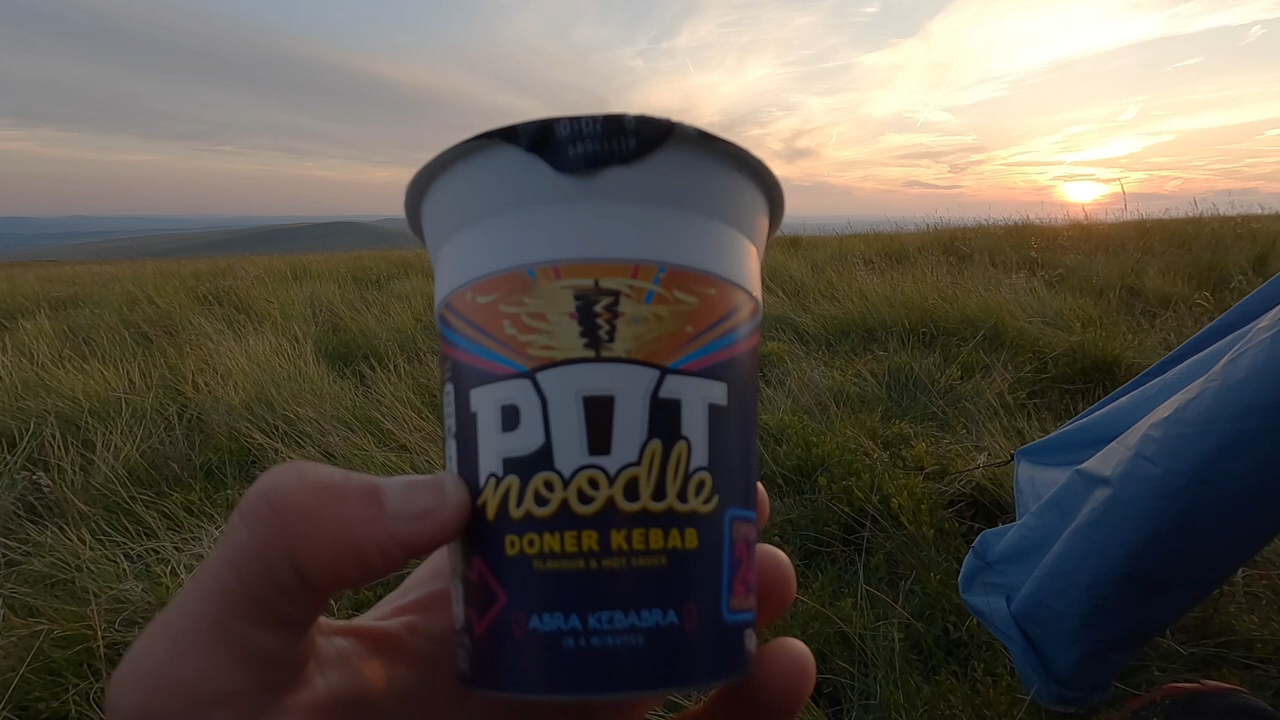 POT
noodle
DONER KEBAB
FLAVOUR & HOT SAUCE
ABRA KEBABRA
IN 4 MINUTES